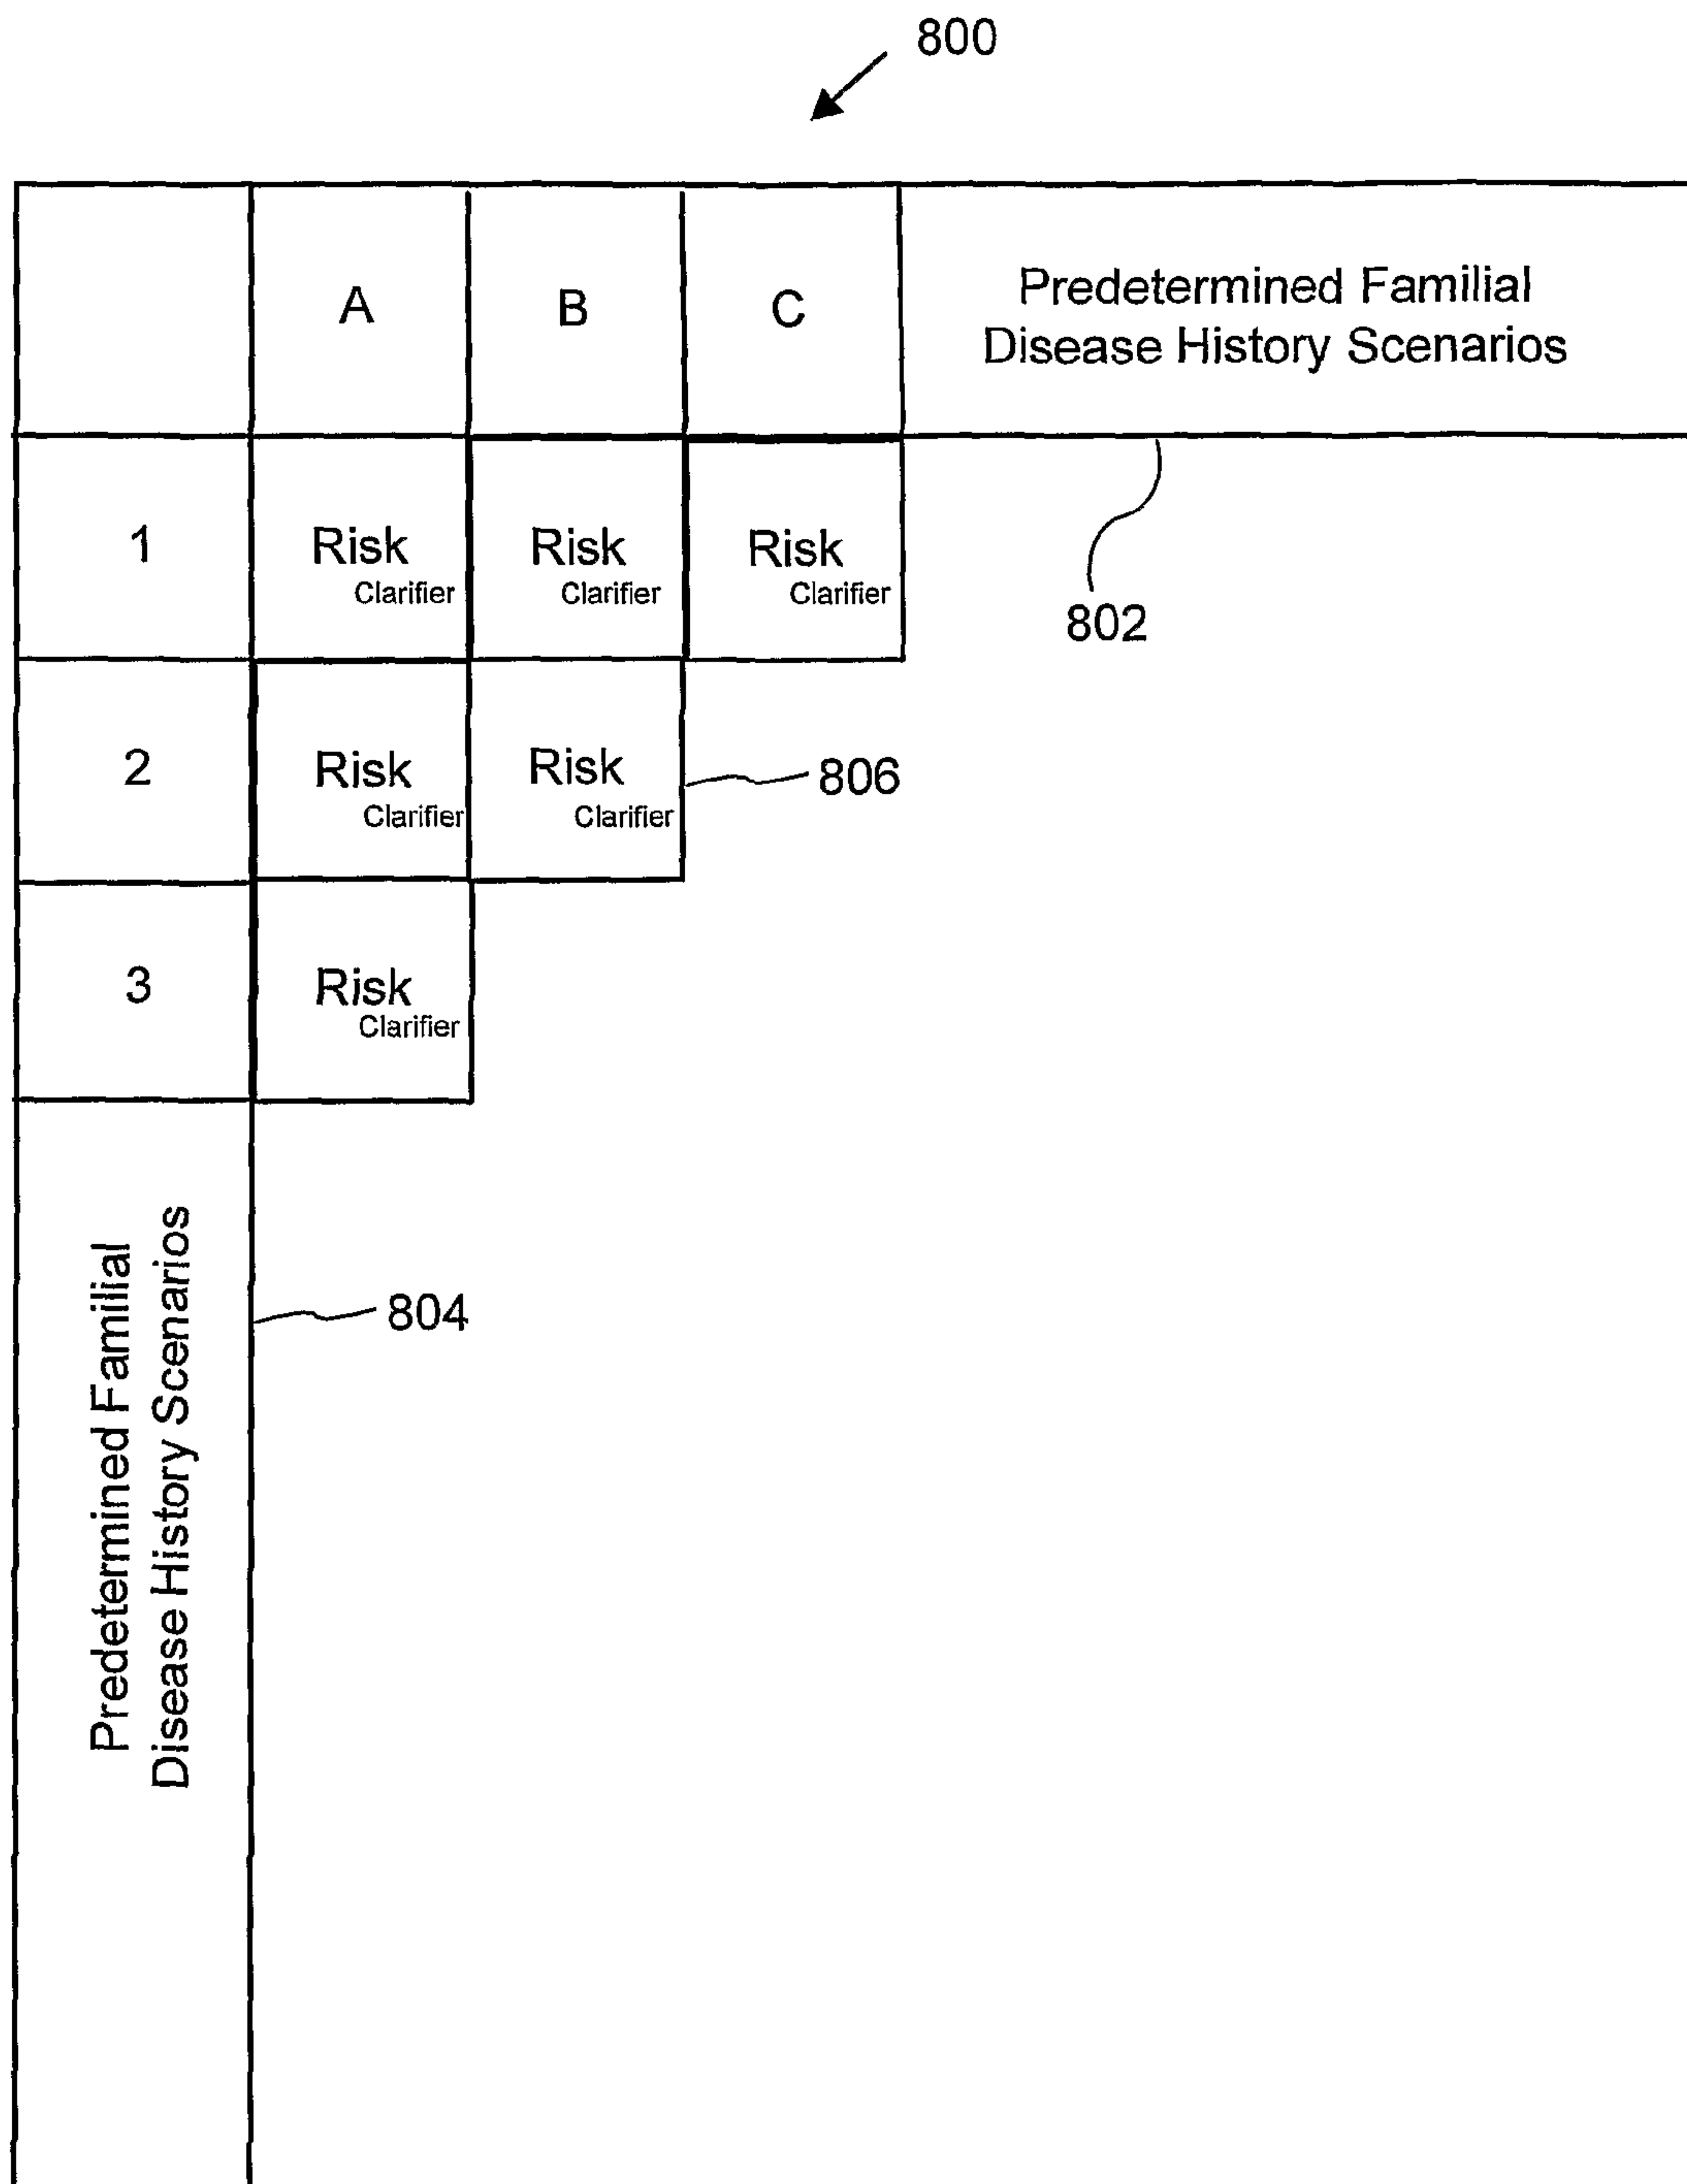 800
A B C Predetermined Familial
Disease History Scenarios
1 Risk Risk Risk
Clarifier Clarifier Clarifier
802
2 Risk Risk
Clarifier Clarifier
806
3 Risk
Clarifier
804
Predetermined Familial
Disease History Scenarios